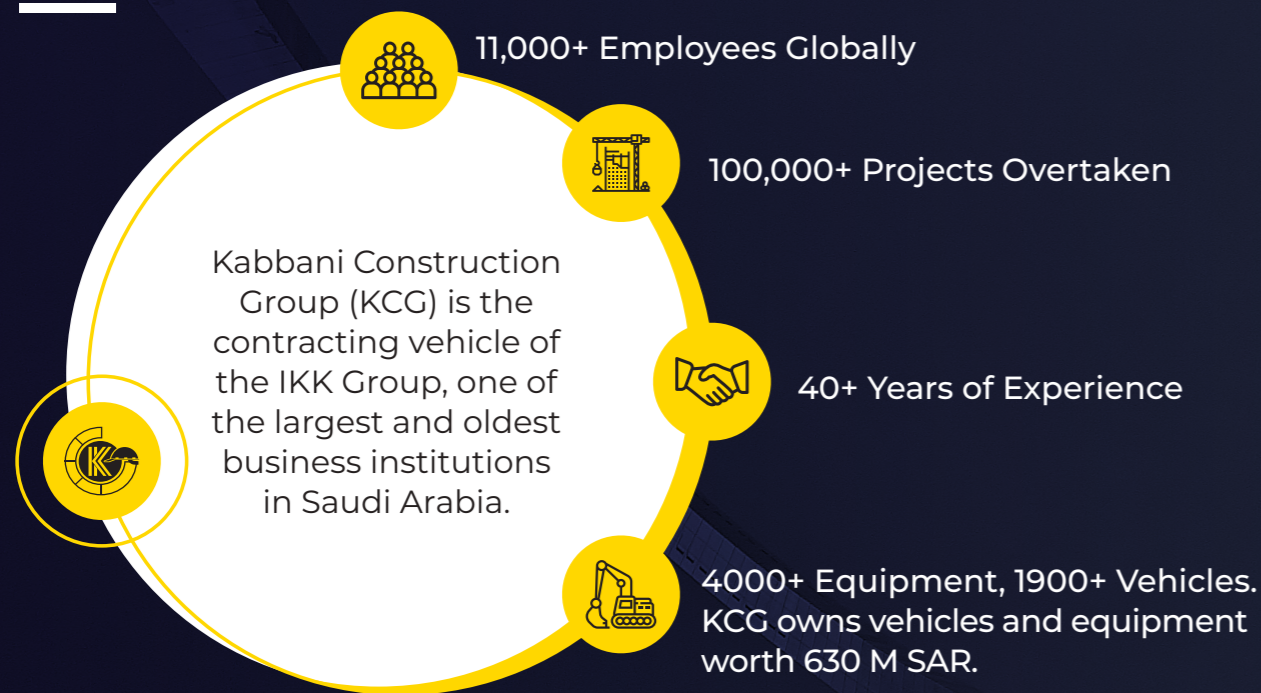 11,000+ Employees Globally
100,000+ Projects Overtaken
Kabbani Construction
Group (KCG) is the
contracting vehicle of
the IKK Group, one of
the largest and oldest
business institutions
in Saudi Arabia.
K
40+ Years of Experience
4000+ Equipment, 1900+ Vehicles.
KCG owns vehicles and equipment
worth 630 M SAR.